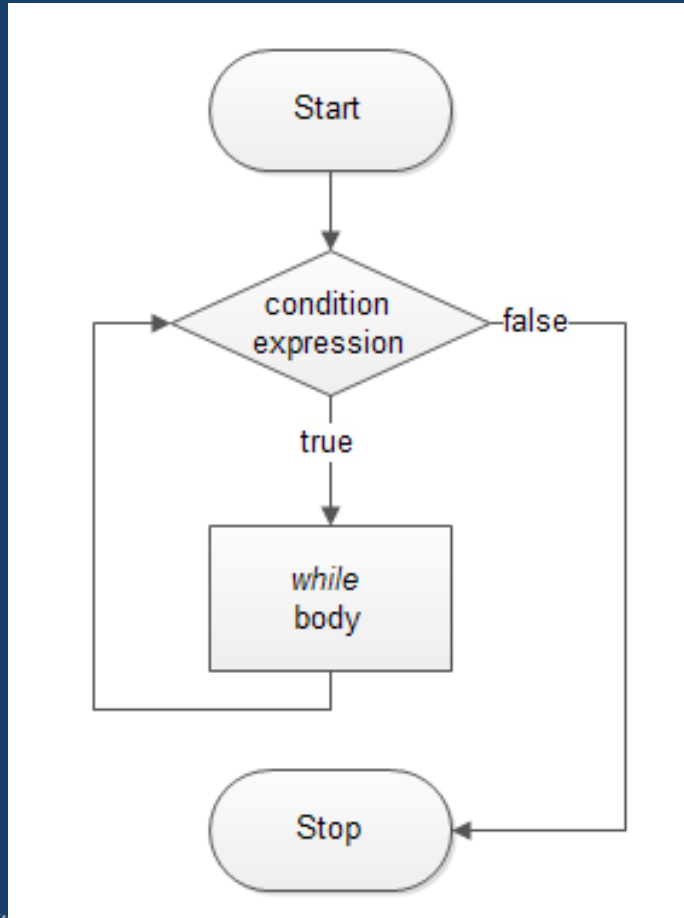 Start
condition
expression
false
true
while
body
Stop